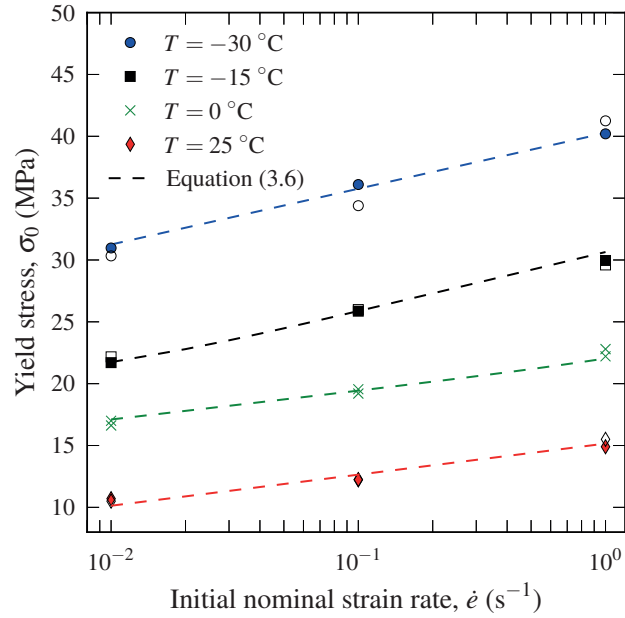 50
45
40
35
30
25
20
15
10
Yield stress, σ₀ (MPa)
T = −30 °C
T = −15 °C
T = 0 °C
T = 25 °C
Equation (3.6)
10⁻² 10⁻¹ 10⁰
Initial nominal strain rate, ė (s⁻¹)